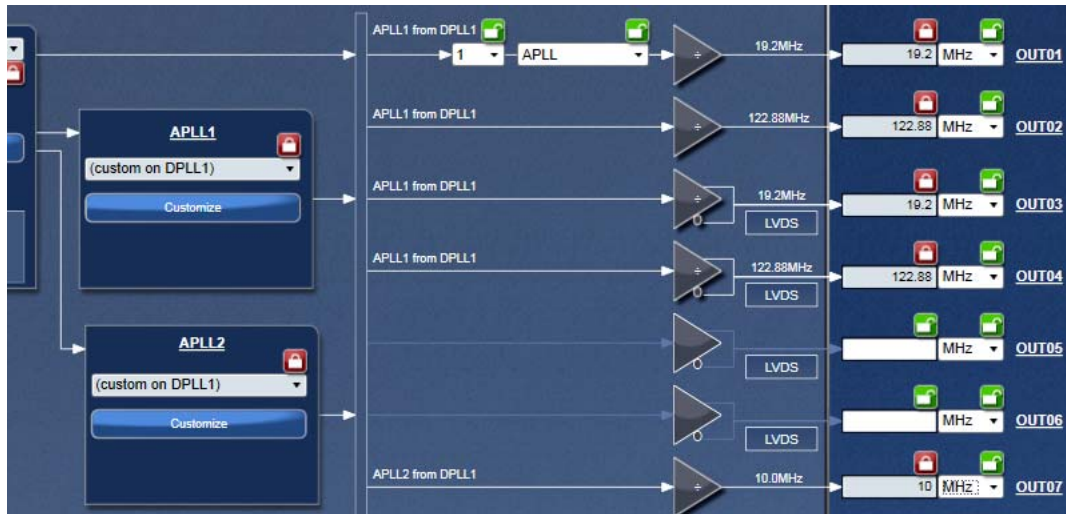 APLL1 from DPLL1
1 APLL 19.2MHz 19.2 MHz OUT01
APLL1
(custom on DPLL1)
Customize
APLL1 from DPLL1
÷ 122.88MHz 122.88 MHz OUT02
APLL1 from DPLL1
÷ 19.2MHz 19.2 MHz OUT03
LVDS
APLL1 from DPLL1
÷ 122.88MHz 122.88 MHz OUT04
LVDS
APLL2
(custom on DPLL1)
Customize
MHz OUT05
LVDS
MHz OUT06
LVDS
APLL2 from DPLL1
÷ 10.0MHz 10 MHz OUT07